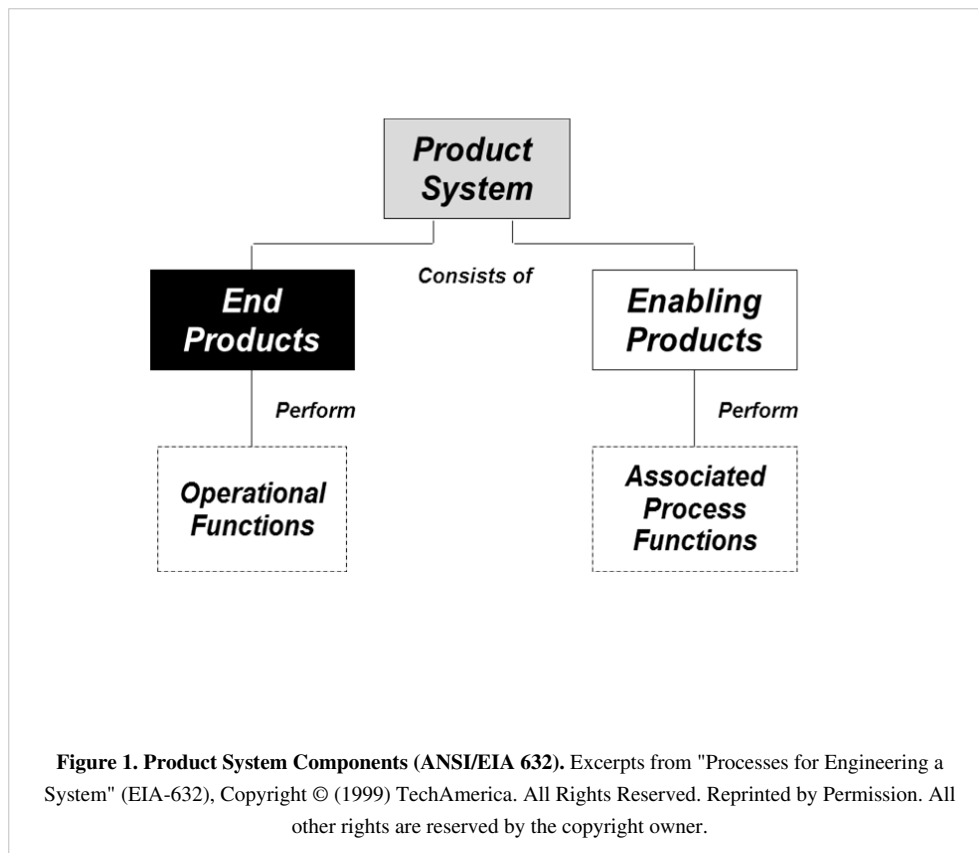 Product
System
Consists of
End
Products
Enabling
Products
Perform
Perform
Operational
Functions
Associated
Process
Functions
Figure 1. Product System Components (ANSI/EIA 632). Excerpts from "Processes for Engineering a
System" (EIA-632), Copyright © (1999) TechAmerica. All Rights Reserved. Reprinted by Permission. All
other rights are reserved by the copyright owner.